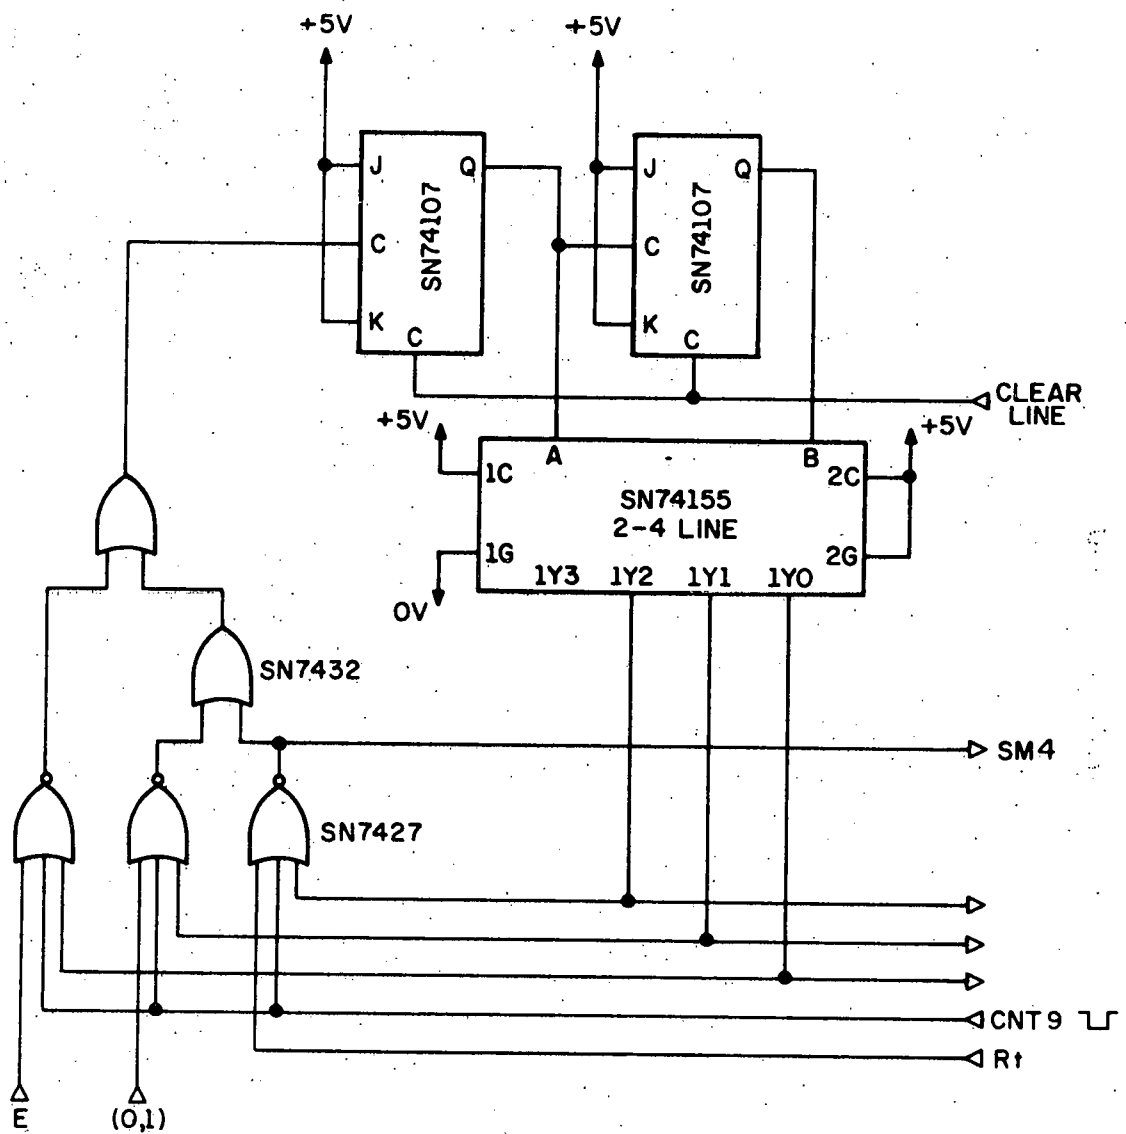 +5V
+5V
J
Q
SN74107
C
K
C
J
Q
SN74107
C
K
C
CLEAR
LINE
+5V
+5V
1C
A
B
2C
SN74155
2-4 LINE
1G
2G
1Y3
1Y2
1Y1
1Y0
0V
SN7432
SM4
SN7427
CNT9
Rt
E
(0,1)